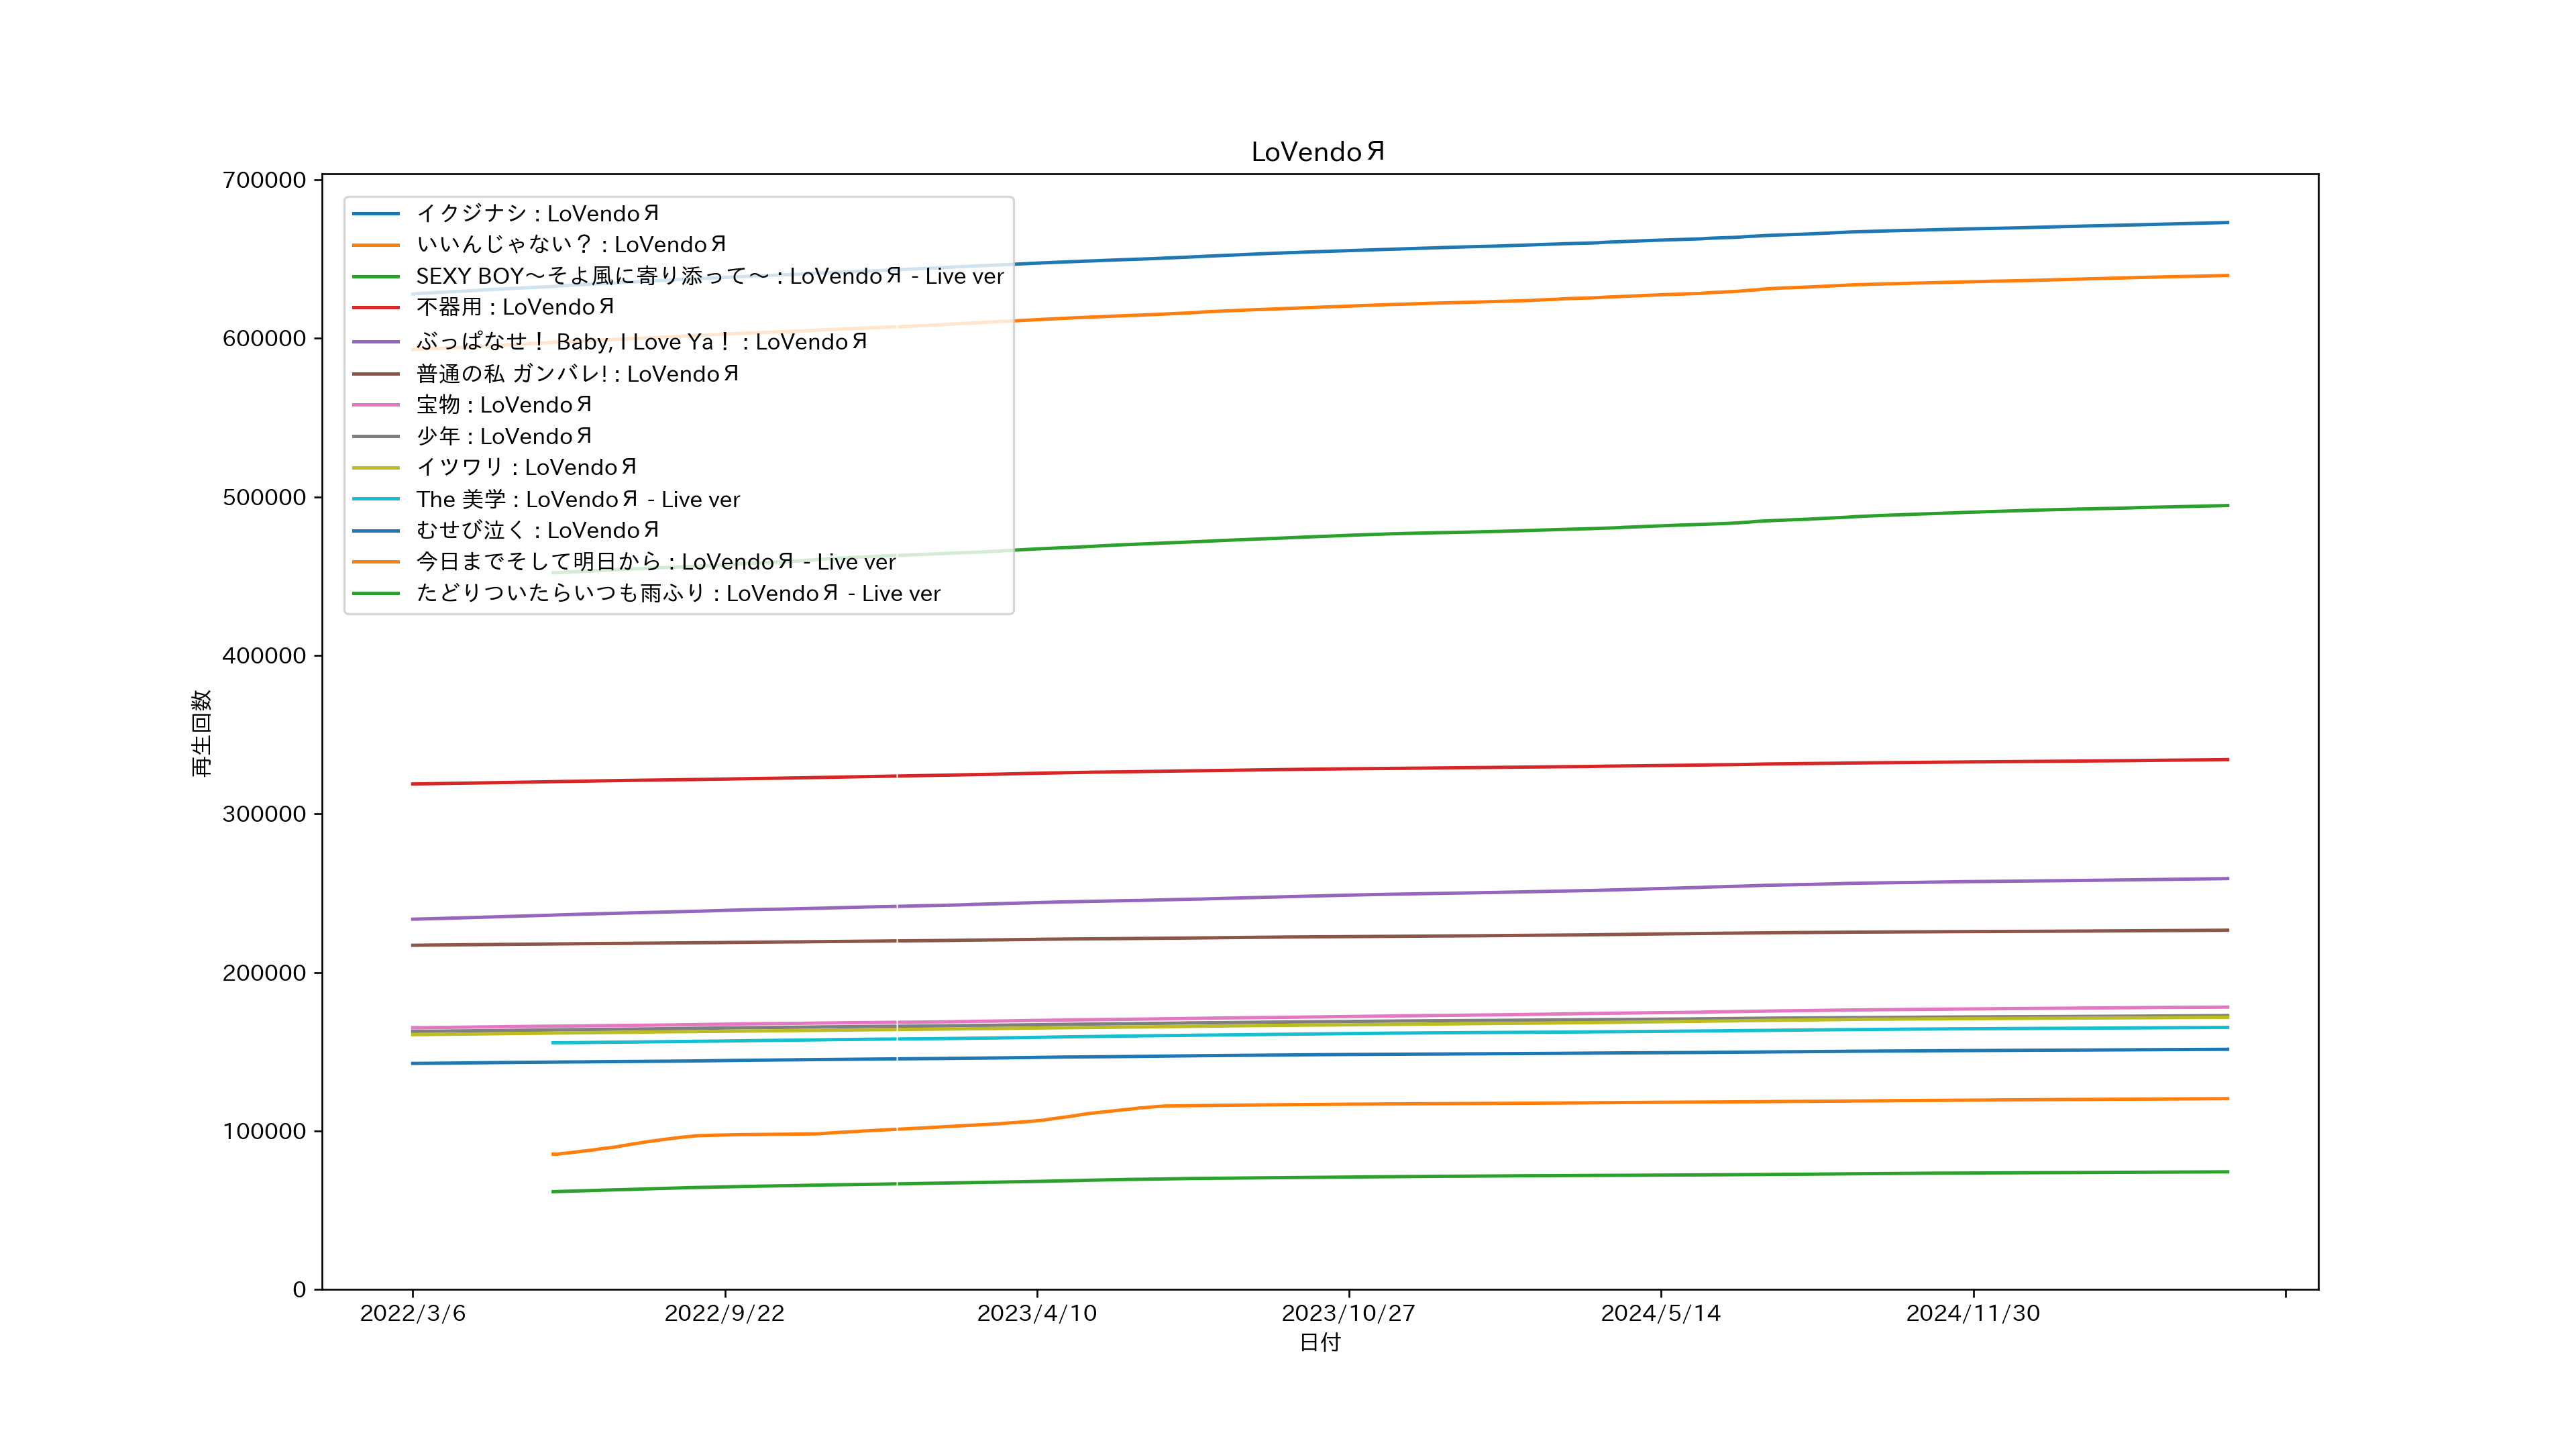 LoVendoЯ
700000
600000
500000
400000
300000
200000
100000
0
再生回数
イクジナシ : LoVendoЯ
いいんじゃない？ : LoVendoЯ
SEXY BOY～そよ風に寄り添って～ : LoVendoЯ - Live ver
不器用 : LoVendoЯ
ぶっぱなせ！ Baby, I Love Ya！ : LoVendoЯ
普通の私 ガンバレ! : LoVendoЯ
宝物 : LoVendoЯ
少年 : LoVendoЯ
イツワリ : LoVendoЯ
The 美学 : LoVendoЯ - Live ver
むせび泣く : LoVendoЯ
今日までそして明日から : LoVendoЯ - Live ver
たどりついたらいつも雨ふり : LoVendoЯ - Live ver
2022/3/6 2022/9/22 2023/4/10 2023/10/27 2024/5/14 2024/11/30
日付